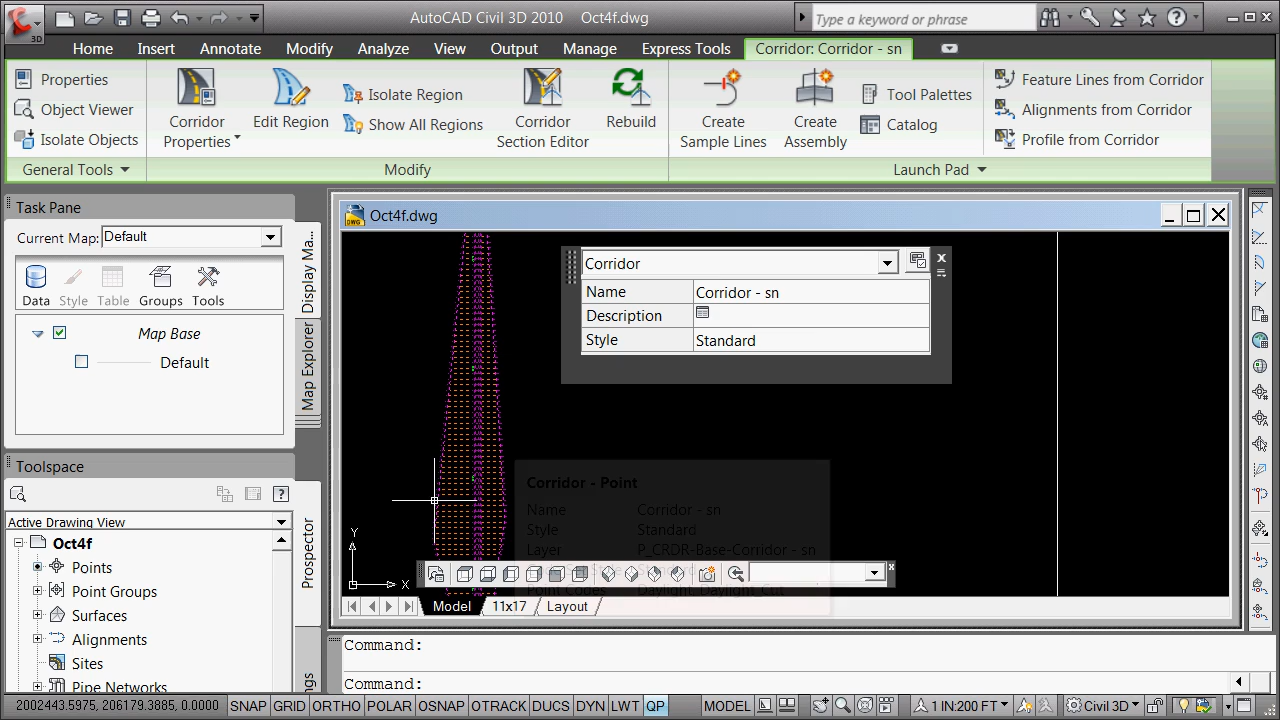 AutoCAD Civil 3D 2010 Oct4f.dwg
Type a keyword or phrase
3D
Home Insert Annotate Modify Analyze View Output Manage Express Tools Corridor: Corridor - sn
Properties
Object Viewer
Isolate Objects
General Tools
Corridor
Properties
Edit Region
Isolate Region
Show All Regions
Corridor
Section Editor
Rebuild
Modify
Create
Sample Lines
Create
Assembly
Tool Palettes
Catalog
Feature Lines from Corridor
Alignments from Corridor
Profile from Corridor
Launch Pad
Task Pane
Current Map: Default
Data Style Table Groups Tools
Map Base
Default
Display Ma...
Map Explorer
Toolspace
Active Drawing View
Oct4f
Points
Point Groups
Surfaces
Alignments
Sites
Pipe Networks
Prospector
ngs
Oct4f.dwg
DWG
Corridor
Name Corridor - sn
Description
Style Standard
Corridor - Point
Name Corridor - sn
Style Standard
Layer P_CRDR-Base-Corridor - sn
Point Codes Daylight, Daylight_Cut
Y
X
Model 11x17 Layout
Command:
Command:
2002443.5975, 206179.3885, 0.0000 SNAP GRID ORTHO POLAR OSNAP OTRACK DUCS DYN LWT QP MODEL 1 IN:200 FT Civil 3D